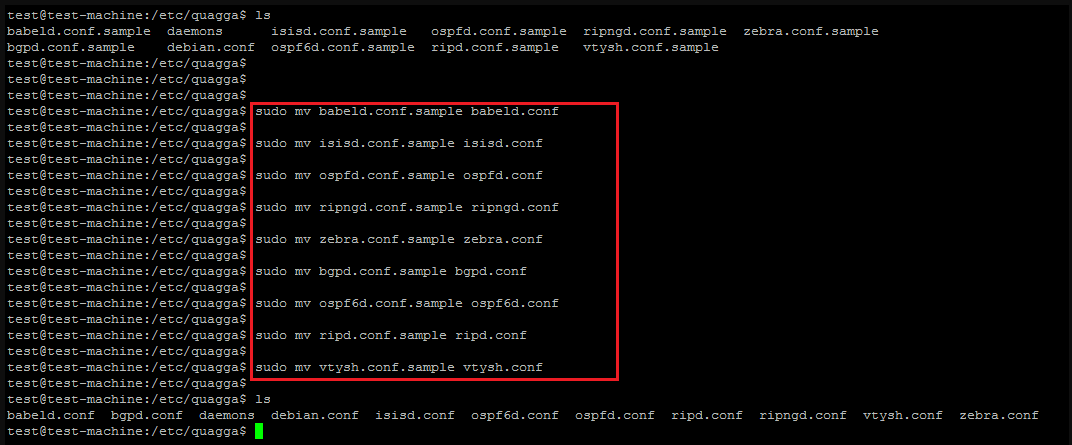 test@test-machine:/etc/quagga$ ls
babeld.conf.sample  daemons      isisd.conf.sample   ospfd.conf.sample  ripngd.conf.sample  zebra.conf.sample
bgpd.conf.sample    debian.conf  ospf6d.conf.sample  ripd.conf.sample   vtysh.conf.sample
test@test-machine:/etc/quagga$
test@test-machine:/etc/quagga$
test@test-machine:/etc/quagga$
test@test-machine:/etc/quagga$ sudo mv babeld.conf.sample babeld.conf
test@test-machine:/etc/quagga$
test@test-machine:/etc/quagga$ sudo mv isisd.conf.sample isisd.conf
test@test-machine:/etc/quagga$
test@test-machine:/etc/quagga$ sudo mv ospfd.conf.sample ospfd.conf
test@test-machine:/etc/quagga$
test@test-machine:/etc/quagga$ sudo mv ripngd.conf.sample ripngd.conf
test@test-machine:/etc/quagga$
test@test-machine:/etc/quagga$ sudo mv zebra.conf.sample zebra.conf
test@test-machine:/etc/quagga$
test@test-machine:/etc/quagga$ sudo mv bgpd.conf.sample bgpd.conf
test@test-machine:/etc/quagga$
test@test-machine:/etc/quagga$ sudo mv ospf6d.conf.sample ospf6d.conf
test@test-machine:/etc/quagga$
test@test-machine:/etc/quagga$ sudo mv ripd.conf.sample ripd.conf
test@test-machine:/etc/quagga$
test@test-machine:/etc/quagga$ sudo mv vtysh.conf.sample vtysh.conf
test@test-machine:/etc/quagga$
test@test-machine:/etc/quagga$ ls
babeld.conf  bgpd.conf  daemons  debian.conf  isisd.conf  ospf6d.conf  ospfd.conf  ripd.conf  ripngd.conf  vtysh.conf  zebra.conf
test@test-machine:/etc/quagga$